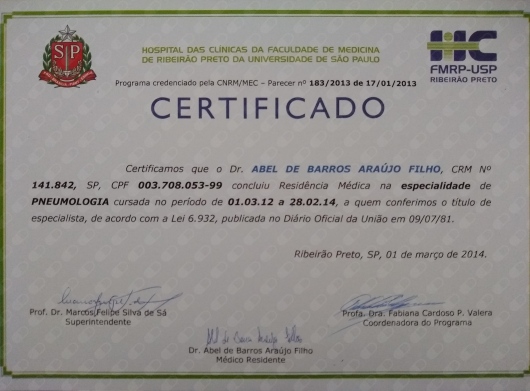 HOSPITAL DAS CLÍNICAS DA FACULDADE DE MEDICINA
DE RIBEIRÃO PRETO DA UNIVERSIDADE DE SÃO PAULO
HC
FMRP-USP
RIBEIRÃO PRETO
SP
Programa credenciado pela CNRM/MEC – Parecer nº 183/2013 de 17/01/2013
CERTIFICADO
Certificamos que o Dr. ABEL DE BARROS ARAÚJO FILHO, CRM Nº
141.842, SP, CPF 003.708.053-99 concluiu Residência Médica na especialidade de
PNEUMOLOGIA cursada no período de 01.03.12 a 28.02.14, a quem conferimos o título de
especialista, de acordo com a Lei 6.932, publicada no Diário Oficial da União em 09/07/81.
Ribeirão Preto, SP, 01 de março de 2014.
Prof. Dr. Marcos Felipe Silva de Sá
Superintendente
Profa. Dra. Fabiana Cardoso P. Valera
Coordenadora do Programa
Dr. Abel de Barros Araújo Filho
Médico Residente